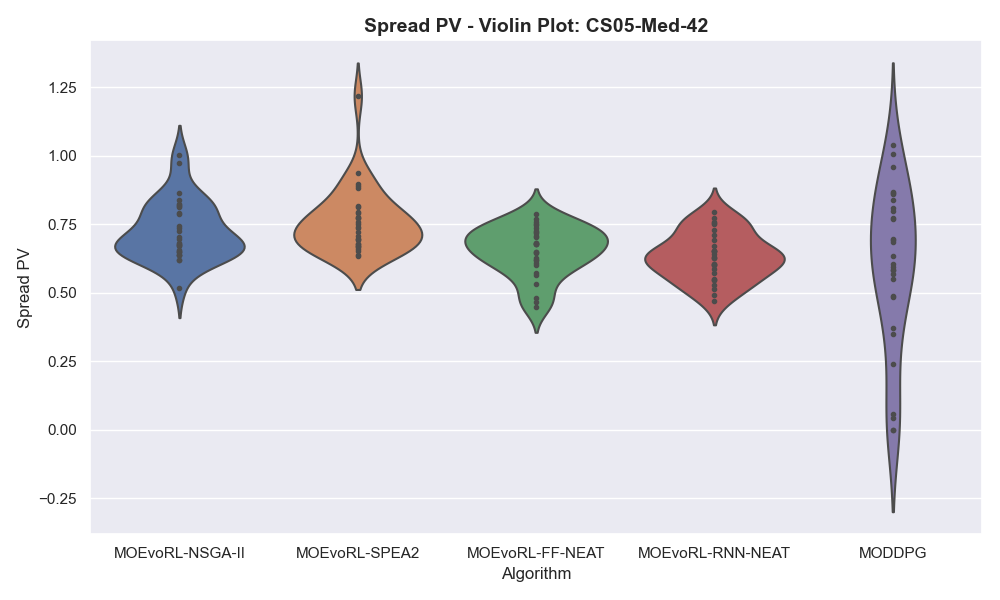 Spread PV - Violin Plot: CS05-Med-42
Spread PV
1.25
1.00
0.75
0.50
0.25
0.00
−0.25
MOEvoRL-NSGA-II
MOEvoRL-SPEA2
MOEvoRL-FF-NEAT
MOEvoRL-RNN-NEAT
MODDPG
Algorithm